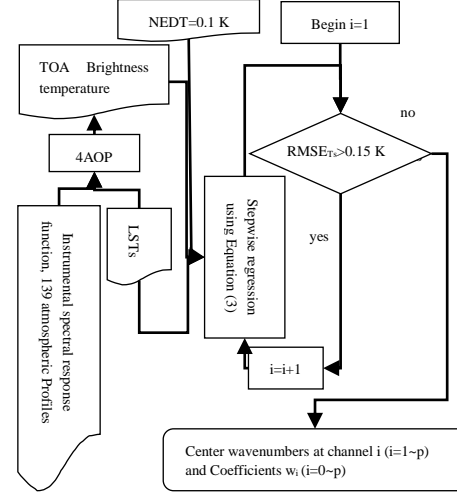 NEDT=0.1 K
Begin i=1
TOA Brightness
temperature
no
4AOP
RMSETs>0.15 K
Instrumental spectral response
function, 139 atmospheric Profiles
LSTs
Stepwise regression
using Equation (3)
yes
i=i+1
Center wavenumbers at channel i (i=1~p)
and Coefficients wi (i=0~p)